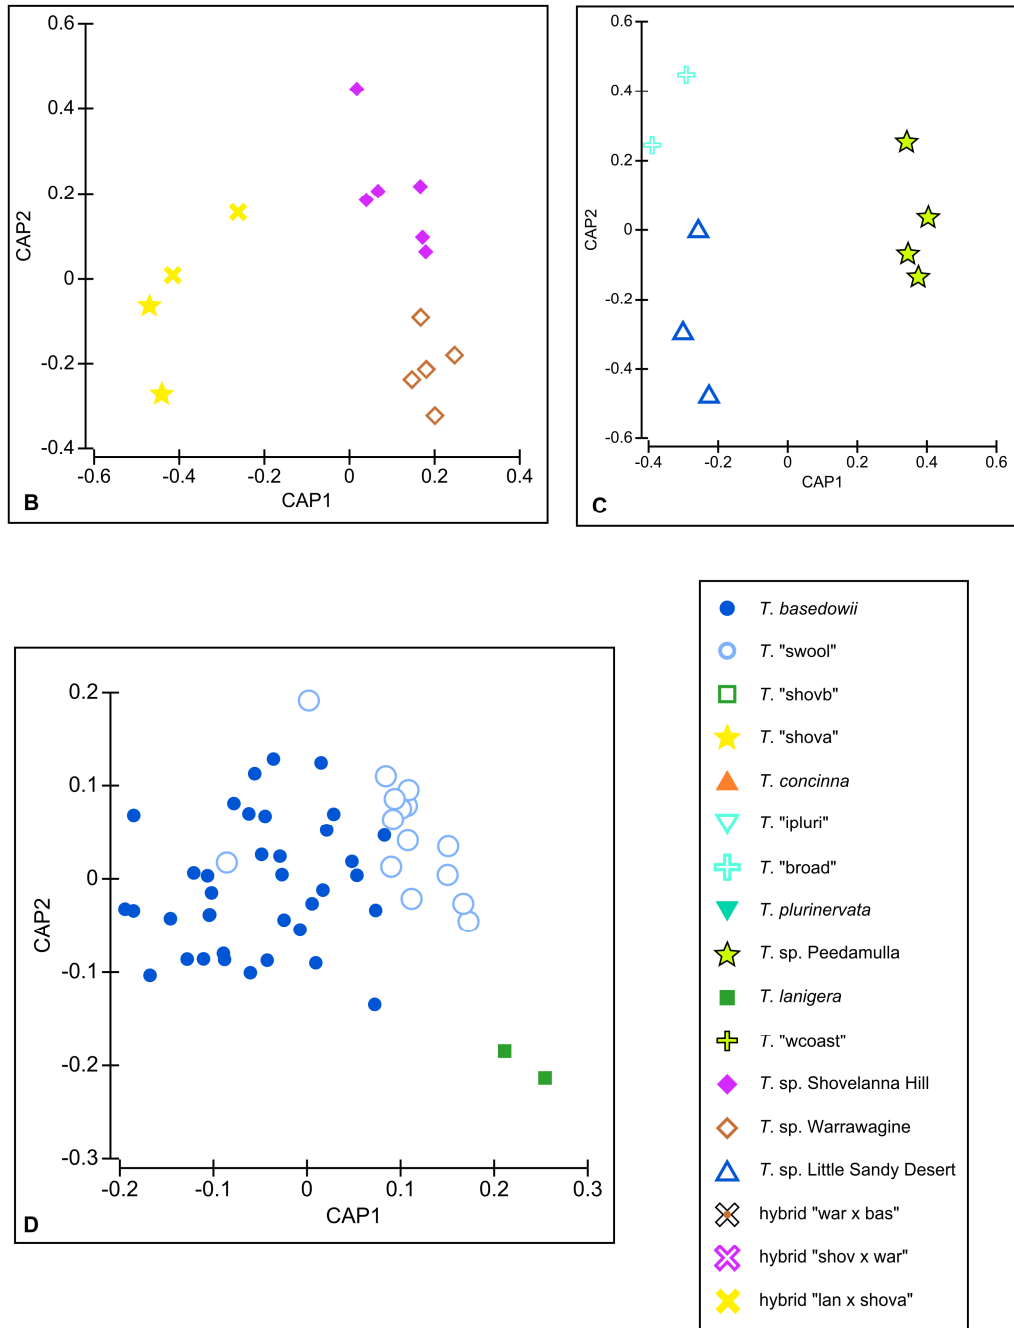 0.6
0.4
0.2
0
-0.2
-0.4
CAP2
-0.6
-0.4
-0.2
0
0.2
0.4
CAP1
B
0.6
0.4
0.2
0
-0.2
-0.4
-0.6
CAP2
-0.4
-0.2
0
0.2
0.4
0.6
CAP1
C
0.2
0.1
0
-0.1
-0.2
-0.3
CAP2
-0.2
-0.1
0
0.1
0.2
0.3
CAP1
D
T. basedowii
T. "swool"
T. "shovb"
T. "shova"
T. concinna
T. "ipluri"
T. "broad"
T. plurinervata
T. sp. Peedamulla
T. lanigera
T. "wcoast"
T. sp. Shovelanna Hill
T. sp. Warrawagine
T. sp. Little Sandy Desert
hybrid "war x bas"
hybrid "shov x war"
hybrid "lan x shova"